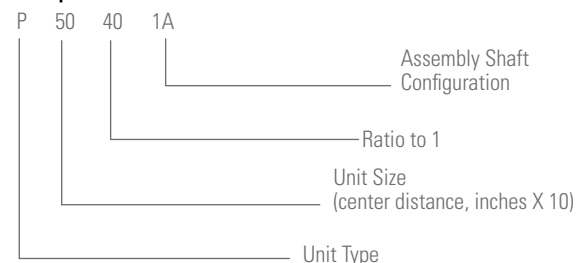 P 50 40 1A
Assembly Shaft
Configuration
Ratio to 1
Unit Size
(center distance, inches X 10)
Unit Type